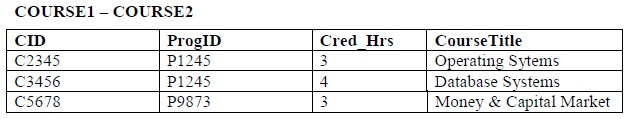 COURSE1 – COURSE2
CID ProgID Cred_Hrs CourseTitle
C2345 P1245 3 Operating Sytems
C3456 P1245 4 Database Systems
C5678 P9873 3 Money & Capital Market